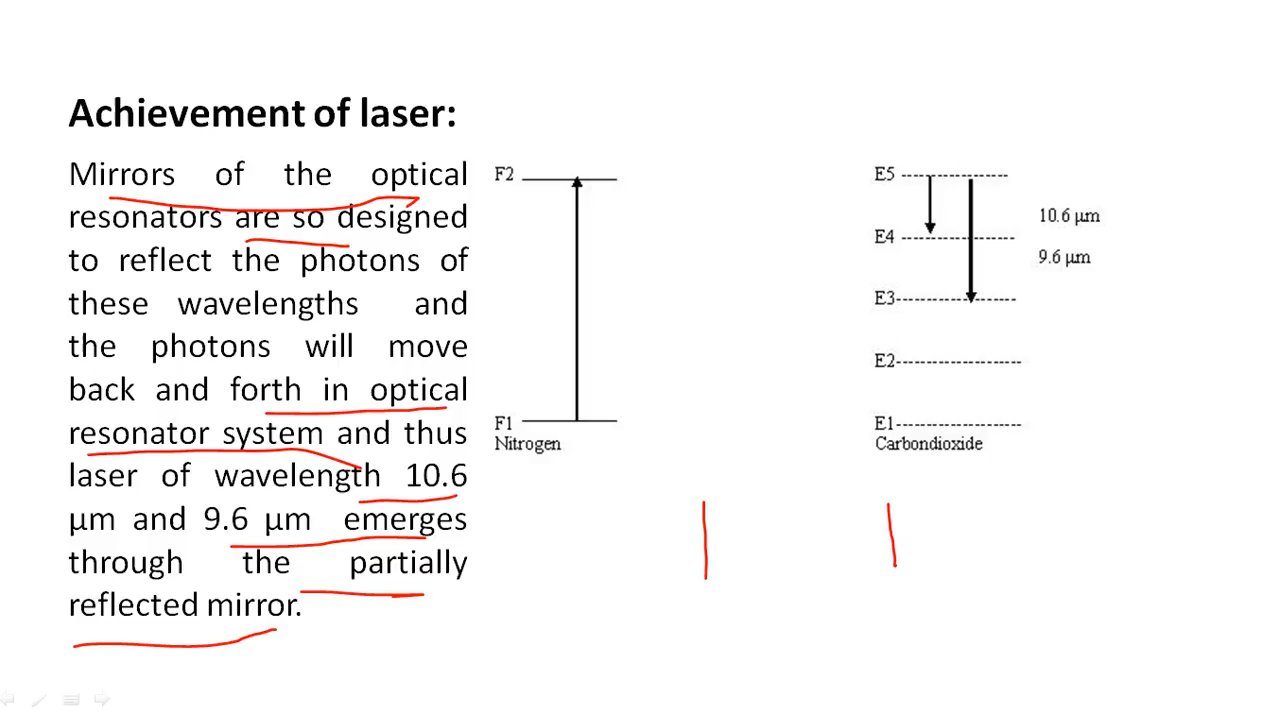 Achievement of laser:
Mirrors of the optical
resonators are so designed
to reflect the photons of
these wavelengths and
the photons will move
back and forth in optical
resonator system and thus
laser of wavelength 10.6
µm and 9.6 µm emerges
through the partially
reflected mirror.
F2
F1
Nitrogen
E5
10.6 µm
E4
9.6 µm
E3
E2
E1
Carbondioxide